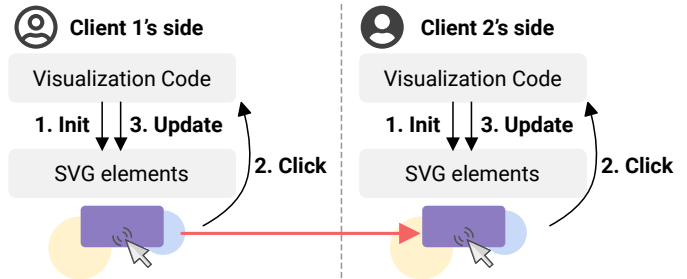 Client 1's side
Visualization Code
1. Init
3. Update
2. Click
SVG elements
Client 2's side
Visualization Code
1. Init
3. Update
2. Click
SVG elements